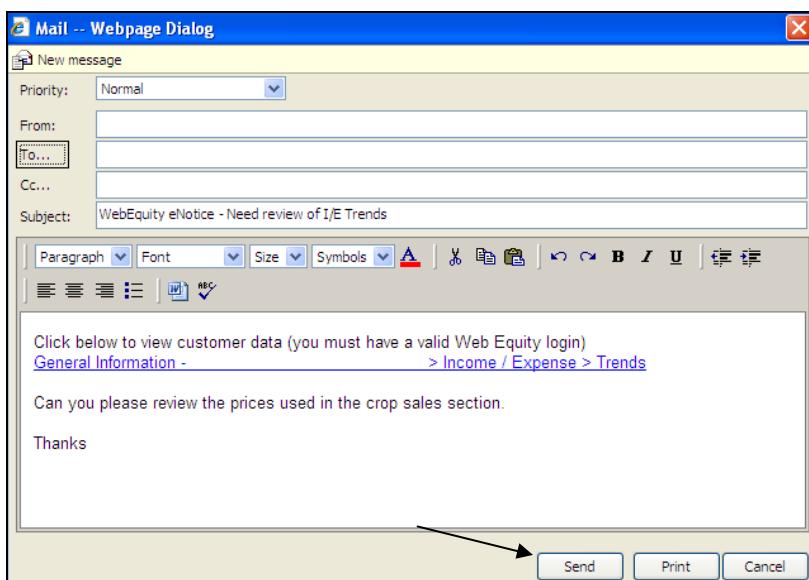 Mail -- Webpage Dialog
New message
Priority: Normal
From:
To...
Cc...
Subject: WebEquity eNotice - Need review of I/E Trends
Paragraph Font Size Symbols A B I U
ABC
Click below to view customer data (you must have a valid Web Equity login)
General Information - > Income / Expense > Trends
Can you please review the prices used in the crop sales section.
Thanks
Send Print Cancel